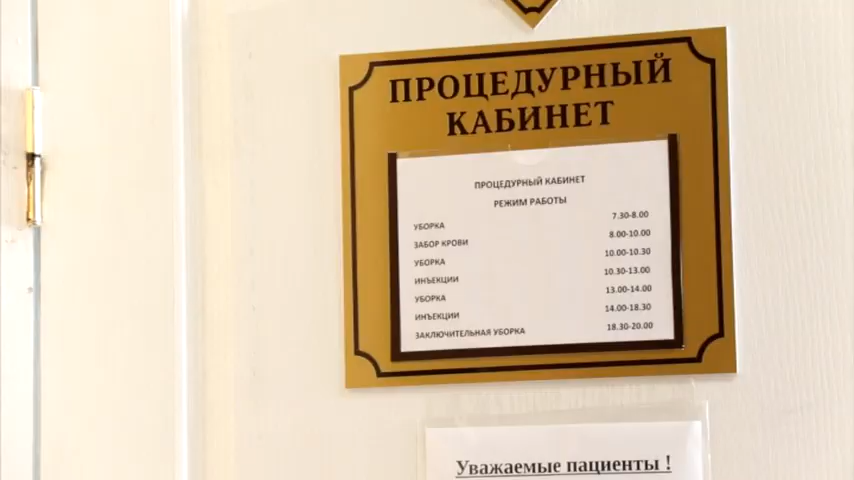 ПРОЦЕДУРНЫЙ
КАБИНЕТ
ПРОЦЕДУРНЫЙ КАБИНЕТ
РЕЖИМ РАБОТЫ
УБОРКА 7.30-8.00
ЗАБОР КРОВИ 8.00-10.00
УБОРКА 10.00-10.30
ИНЪЕКЦИИ 10.30-13.00
УБОРКА 13.00-14.00
ИНЪЕКЦИИ 14.00-18.30
ЗАКЛЮЧИТЕЛЬНАЯ УБОРКА 18.30-20.00
Уважаемые пациенты !